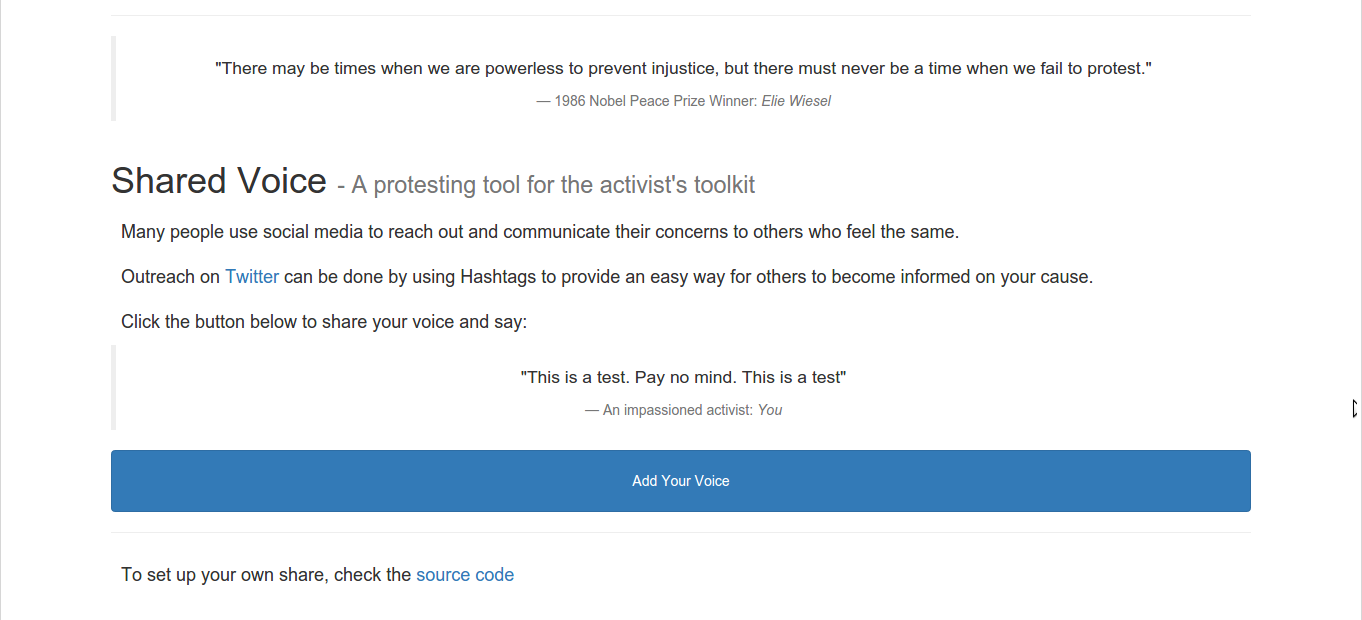 "There may be times when we are powerless to prevent injustice, but there must never be a time when we fail to protest."
— 1986 Nobel Peace Prize Winner: Elie Wiesel
Shared Voice - A protesting tool for the activist's toolkit
Many people use social media to reach out and communicate their concerns to others who feel the same.
Outreach on Twitter can be done by using Hashtags to provide an easy way for others to become informed on your cause.
Click the button below to share your voice and say:
"This is a test. Pay no mind. This is a test"
— An impassioned activist: You
Add Your Voice
To set up your own share, check the source code